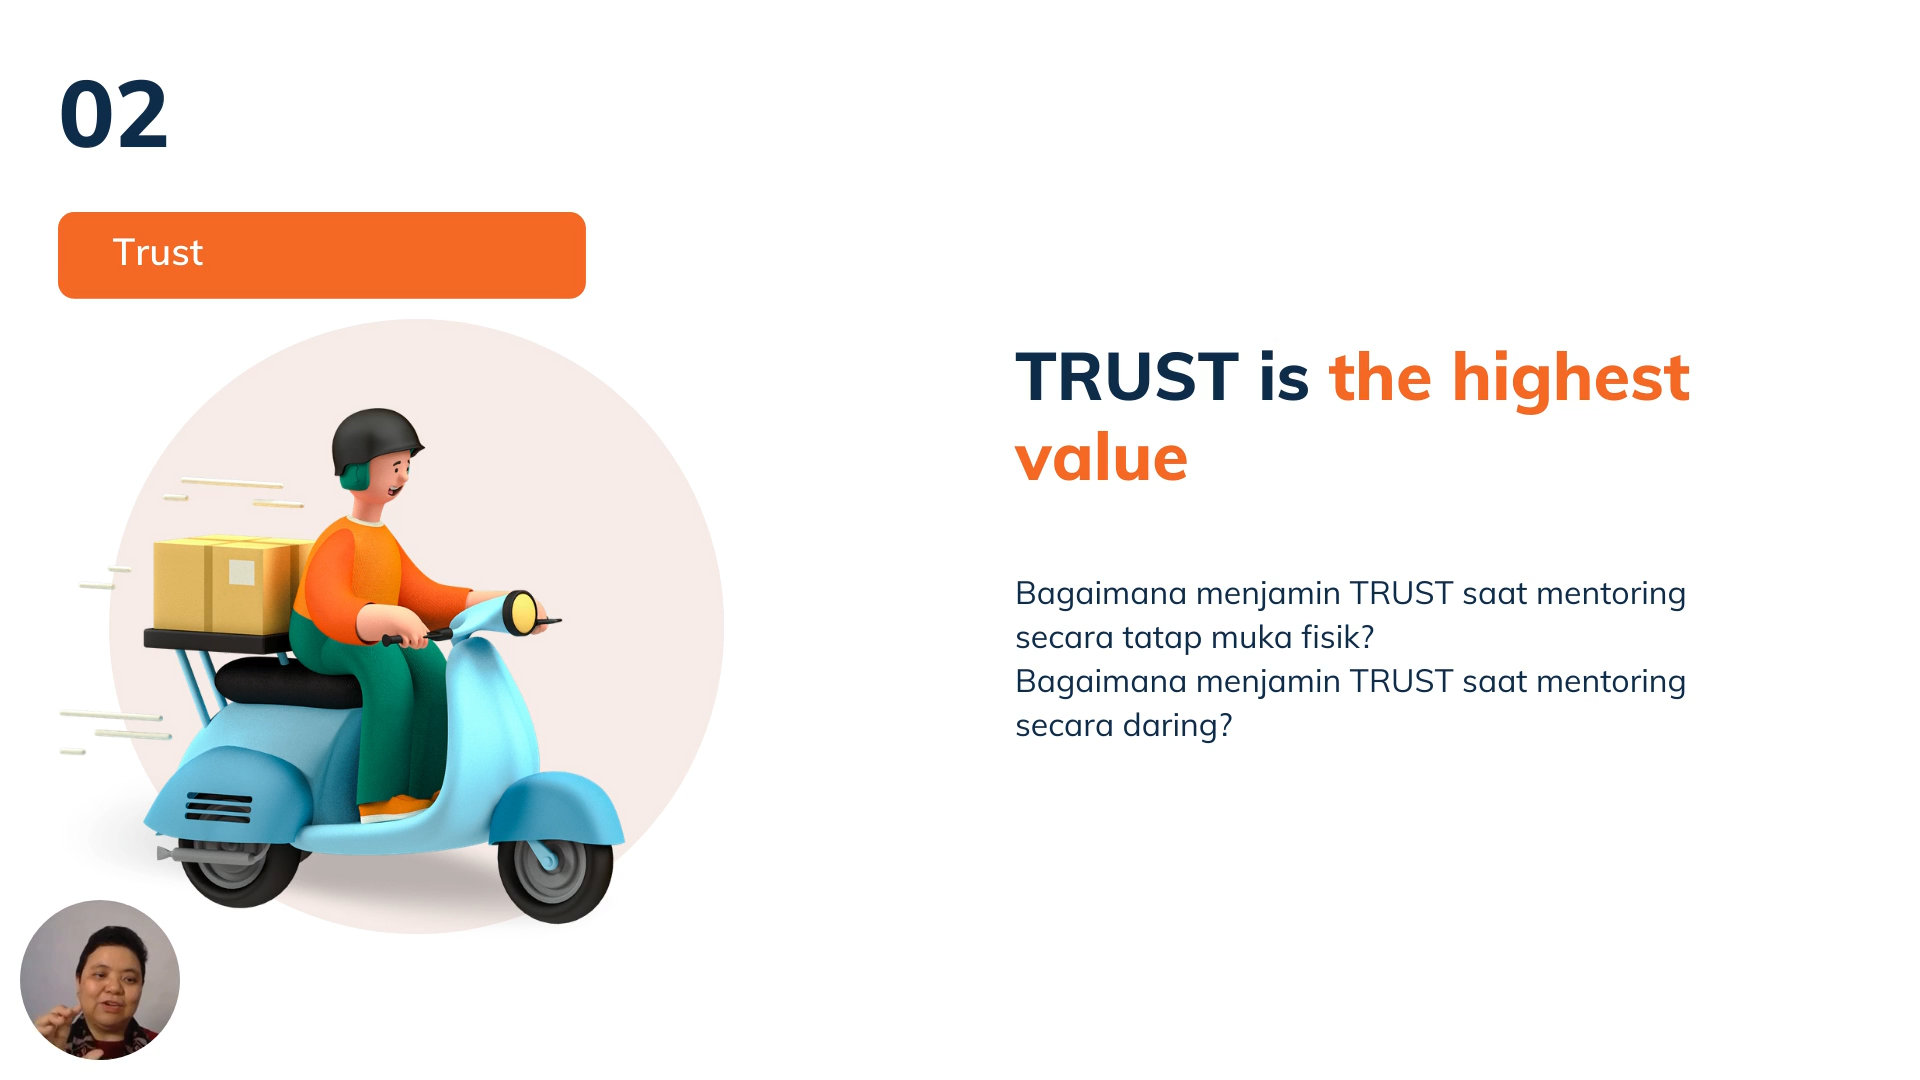 02
Trust
TRUST is the highest
value
Bagaimana menjamin TRUST saat mentoring
secara tatap muka fisik?
Bagaimana menjamin TRUST saat mentoring
secara daring?